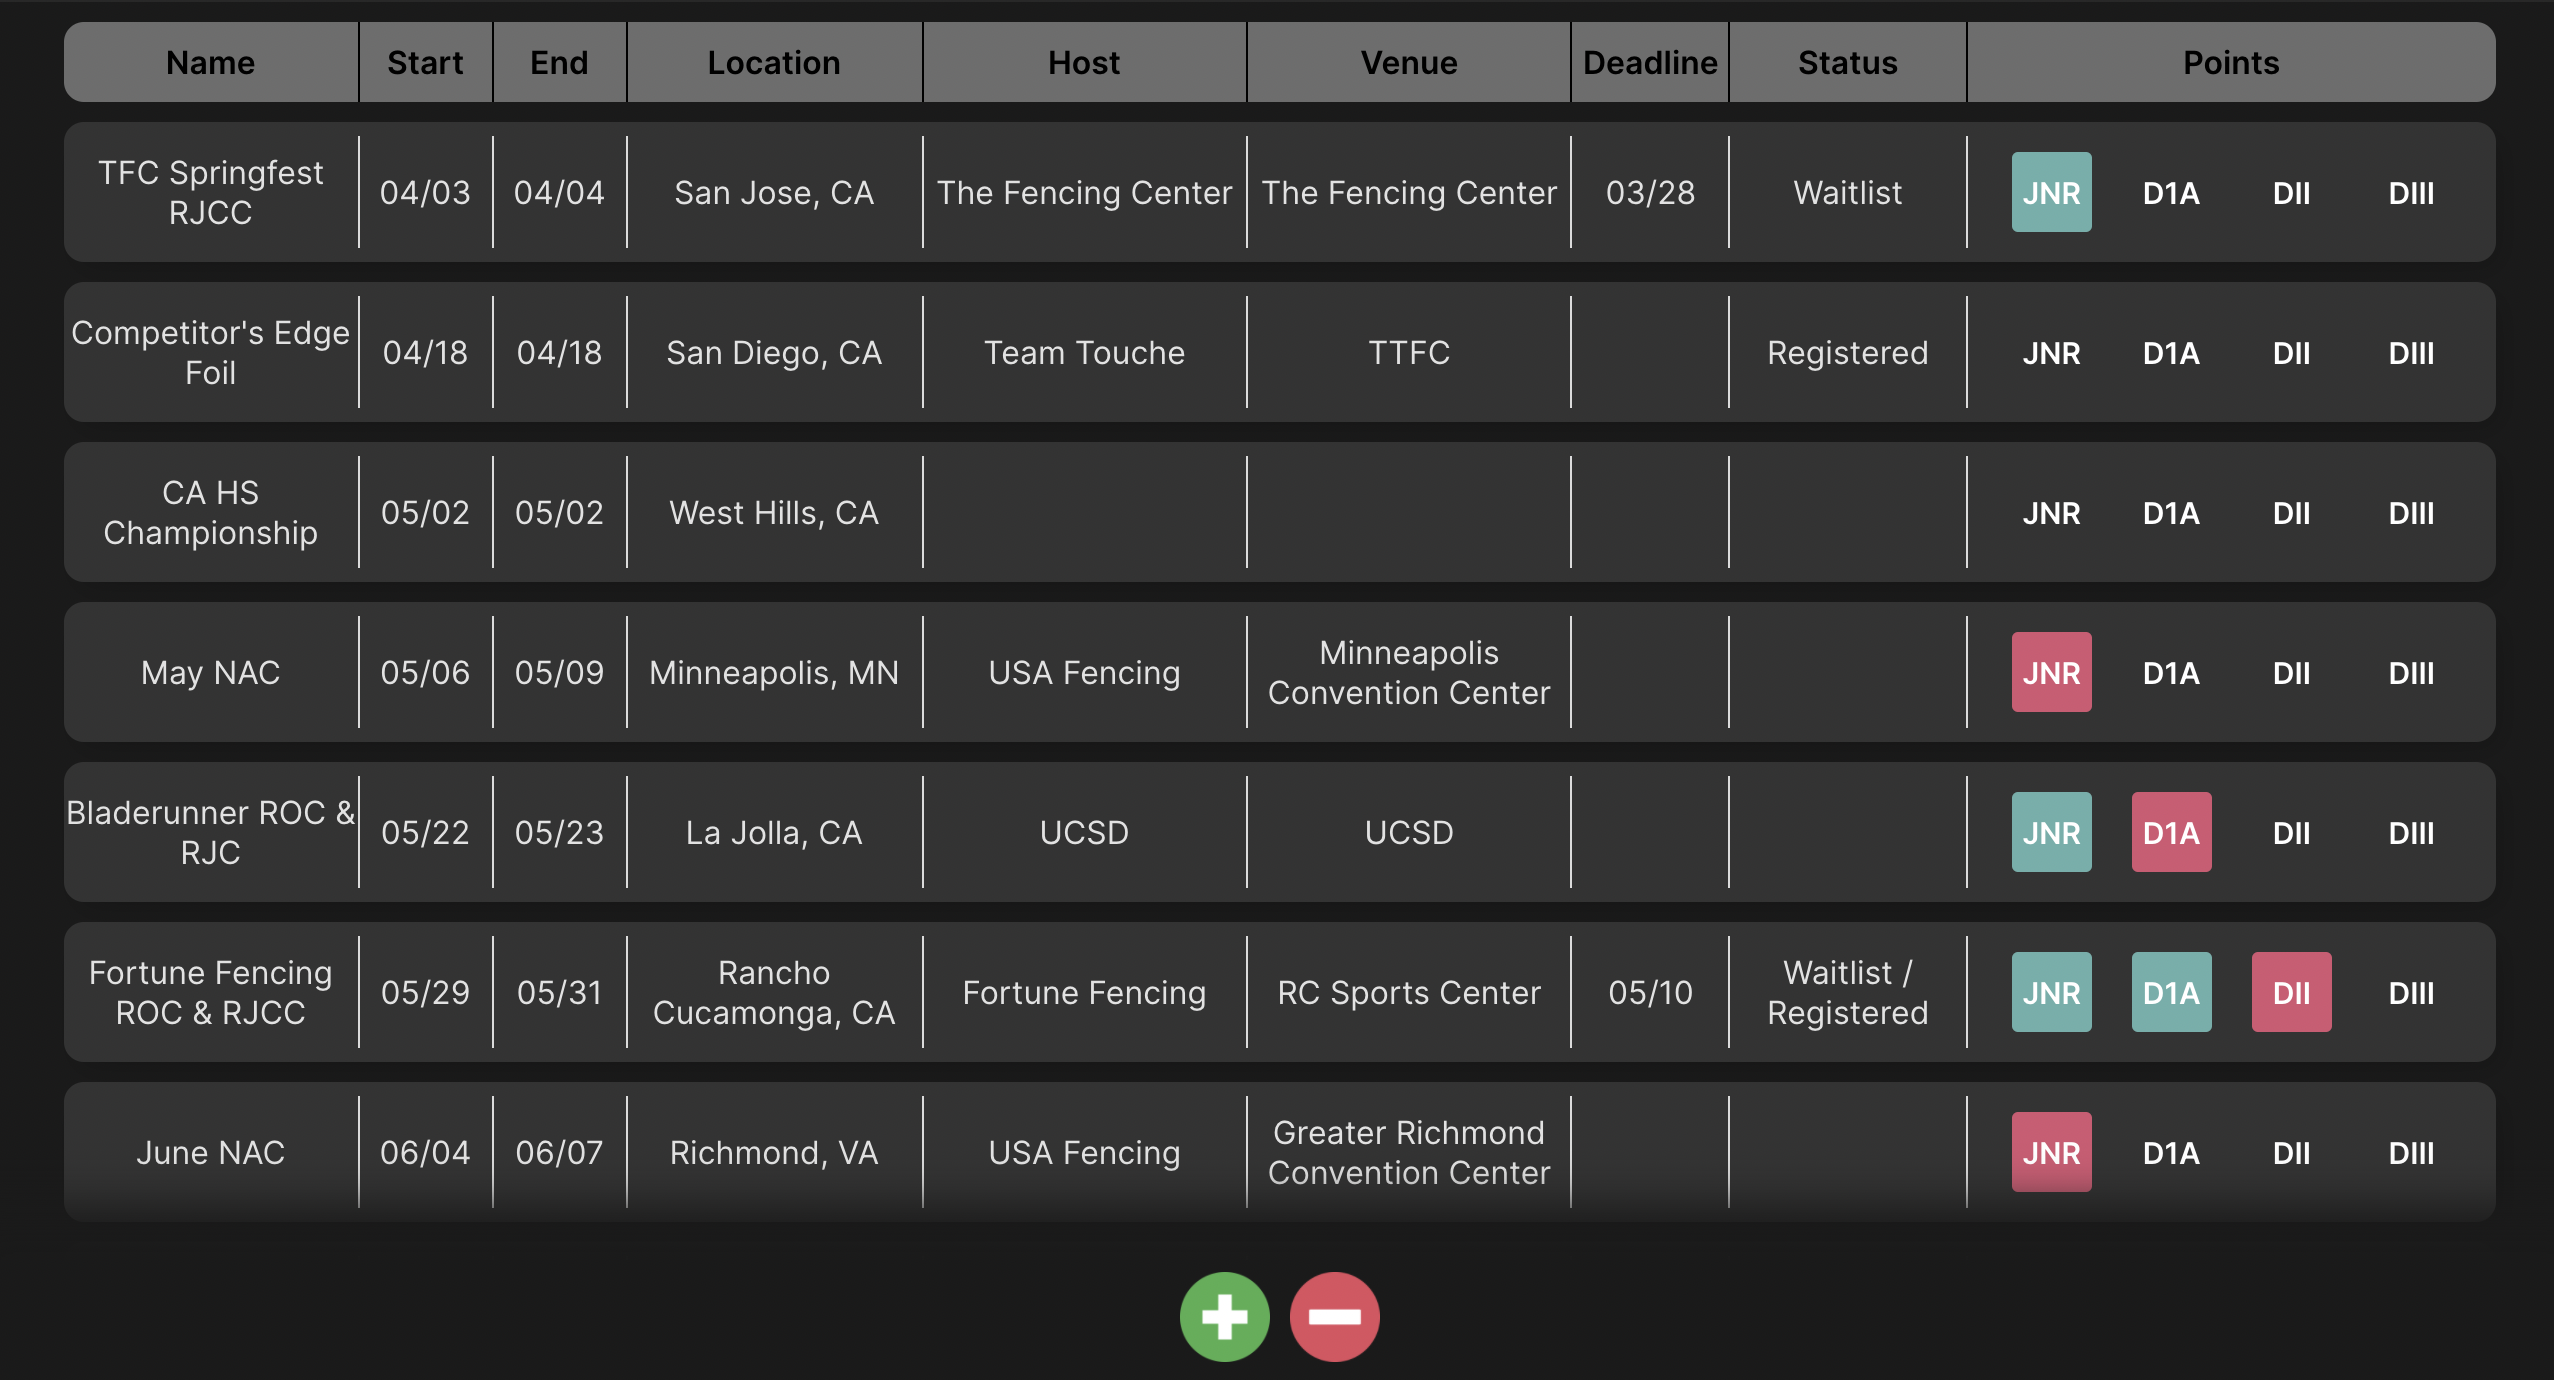 Name Start End Location Host Venue Deadline Status Points
TFC Springfest
RJCC
04/03 04/04 San Jose, CA The Fencing Center The Fencing Center 03/28 Waitlist JNR D1A DII DIII
Competitor's Edge
Foil
04/18 04/18 San Diego, CA Team Touche TTFC Registered JNR D1A DII DIII
CA HS
Championship
05/02 05/02 West Hills, CA JNR D1A DII DIII
May NAC 05/06 05/09 Minneapolis, MN USA Fencing
Minneapolis
Convention Center
JNR D1A DII DIII
Bladerunner ROC &
RJC
05/22 05/23 La Jolla, CA UCSD UCSD JNR D1A DII DIII
Fortune Fencing
ROC & RJCC
05/29 05/31
Rancho
Cucamonga, CA
Fortune Fencing RC Sports Center 05/10
Waitlist /
Registered
JNR D1A DII DIII
June NAC 06/04 06/07 Richmond, VA USA Fencing
Greater Richmond
Convention Center
JNR D1A DII DIII